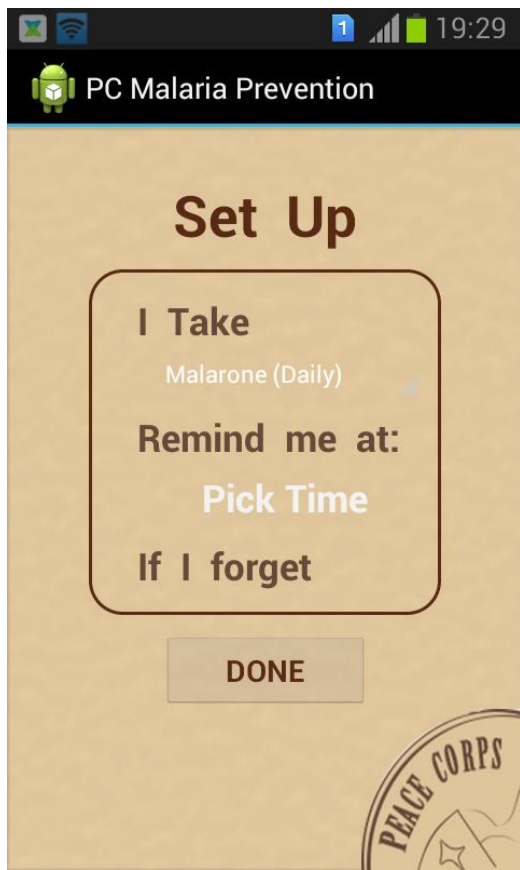 1
19:29
PC Malaria Prevention
Set Up
I Take
Malarone (Daily)
Remind me at:
Pick Time
If I forget
DONE
PEACE CORPS